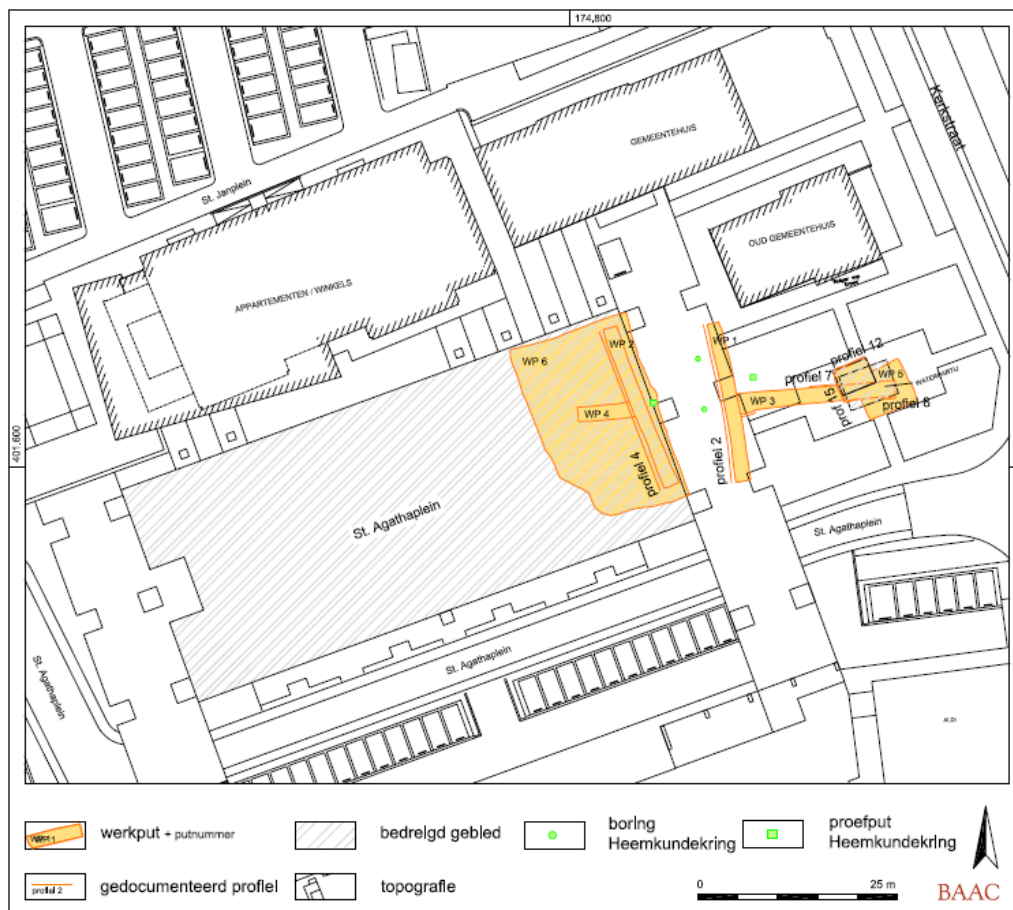 174,800
Kerkstraat
GEMEENTEHUIS
St. Janplein
OUD GEMEENTEHUIS
APPARTEMENTEN / WINKELS
WP 1
WP 2
WP 6
profiel 12
profiel 7
WP 5
WATERPARTIJ
WP 3
WP 4
profiel 8
prof 15
401,600
profiel 2
profiel 4
St. Agathaplein
St. Agathaplein
St. Agathaplein
St. Agathaplein
werkput + putnummer
bedreigd gebied
boring
Heemkundekring
proefput
Heemkundekring
profiel 2
gedocumenteerd profiel
topografie
0
25 m
BAAC